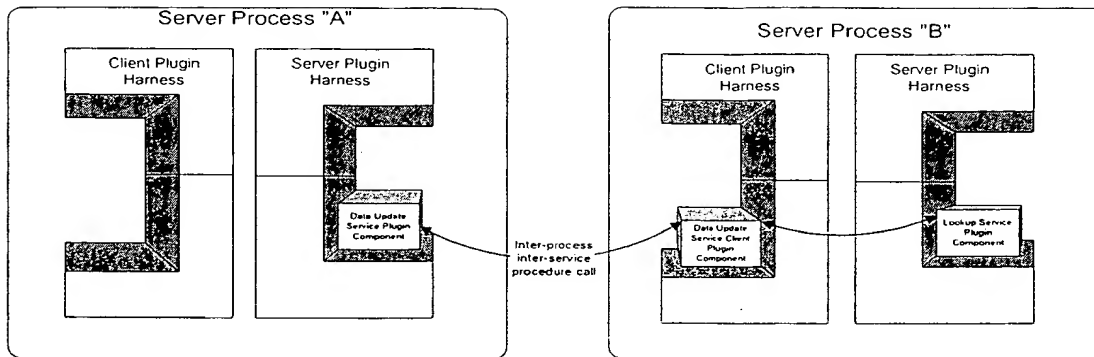 Server Process "A"
Client Plugin
Harness
Server Plugin
Harness
Data Update
Service Plugin
Component
Inter-process
inter-service
procedure call
Server Process "B"
Client Plugin
Harness
Server Plugin
Harness
Data Update
Service Client
Plugin
Component
Lookup Service
Plugin
Component